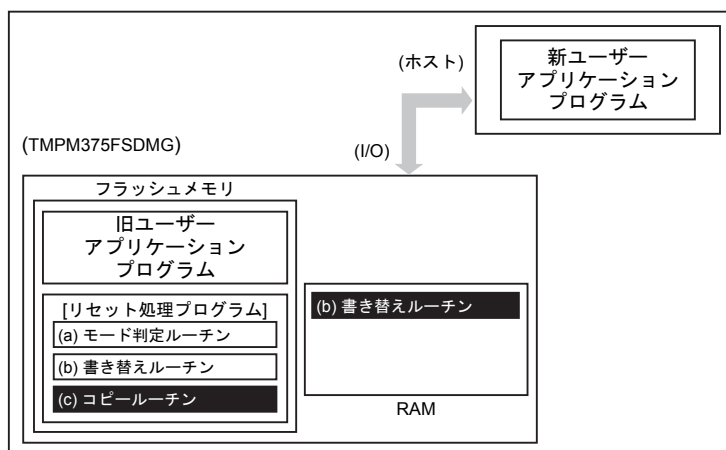 (ホスト)
新ユーザー
アプリケーション
プログラム
(TMPM375FSDMG)
(I/O)
フラッシュメモリ
旧ユーザー
アプリケーション
プログラム
[リセット処理プログラム]
(a) モード判定ルーチン
(b) 書き替えルーチン
(c) コピールーチン
(b) 書き替えルーチン
RAM